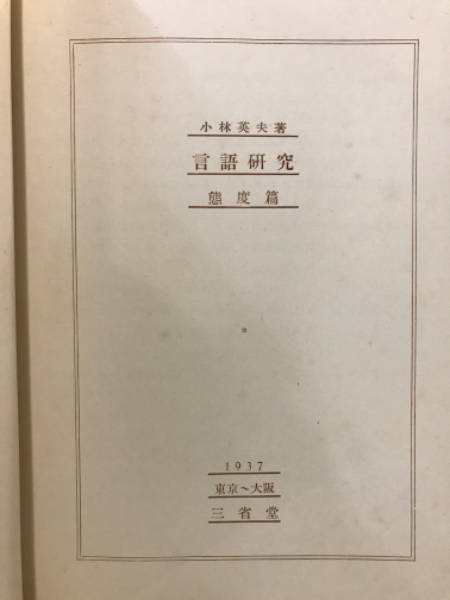 小林英夫著
言語研究
態度篇
1937
東京〜大阪
三省堂